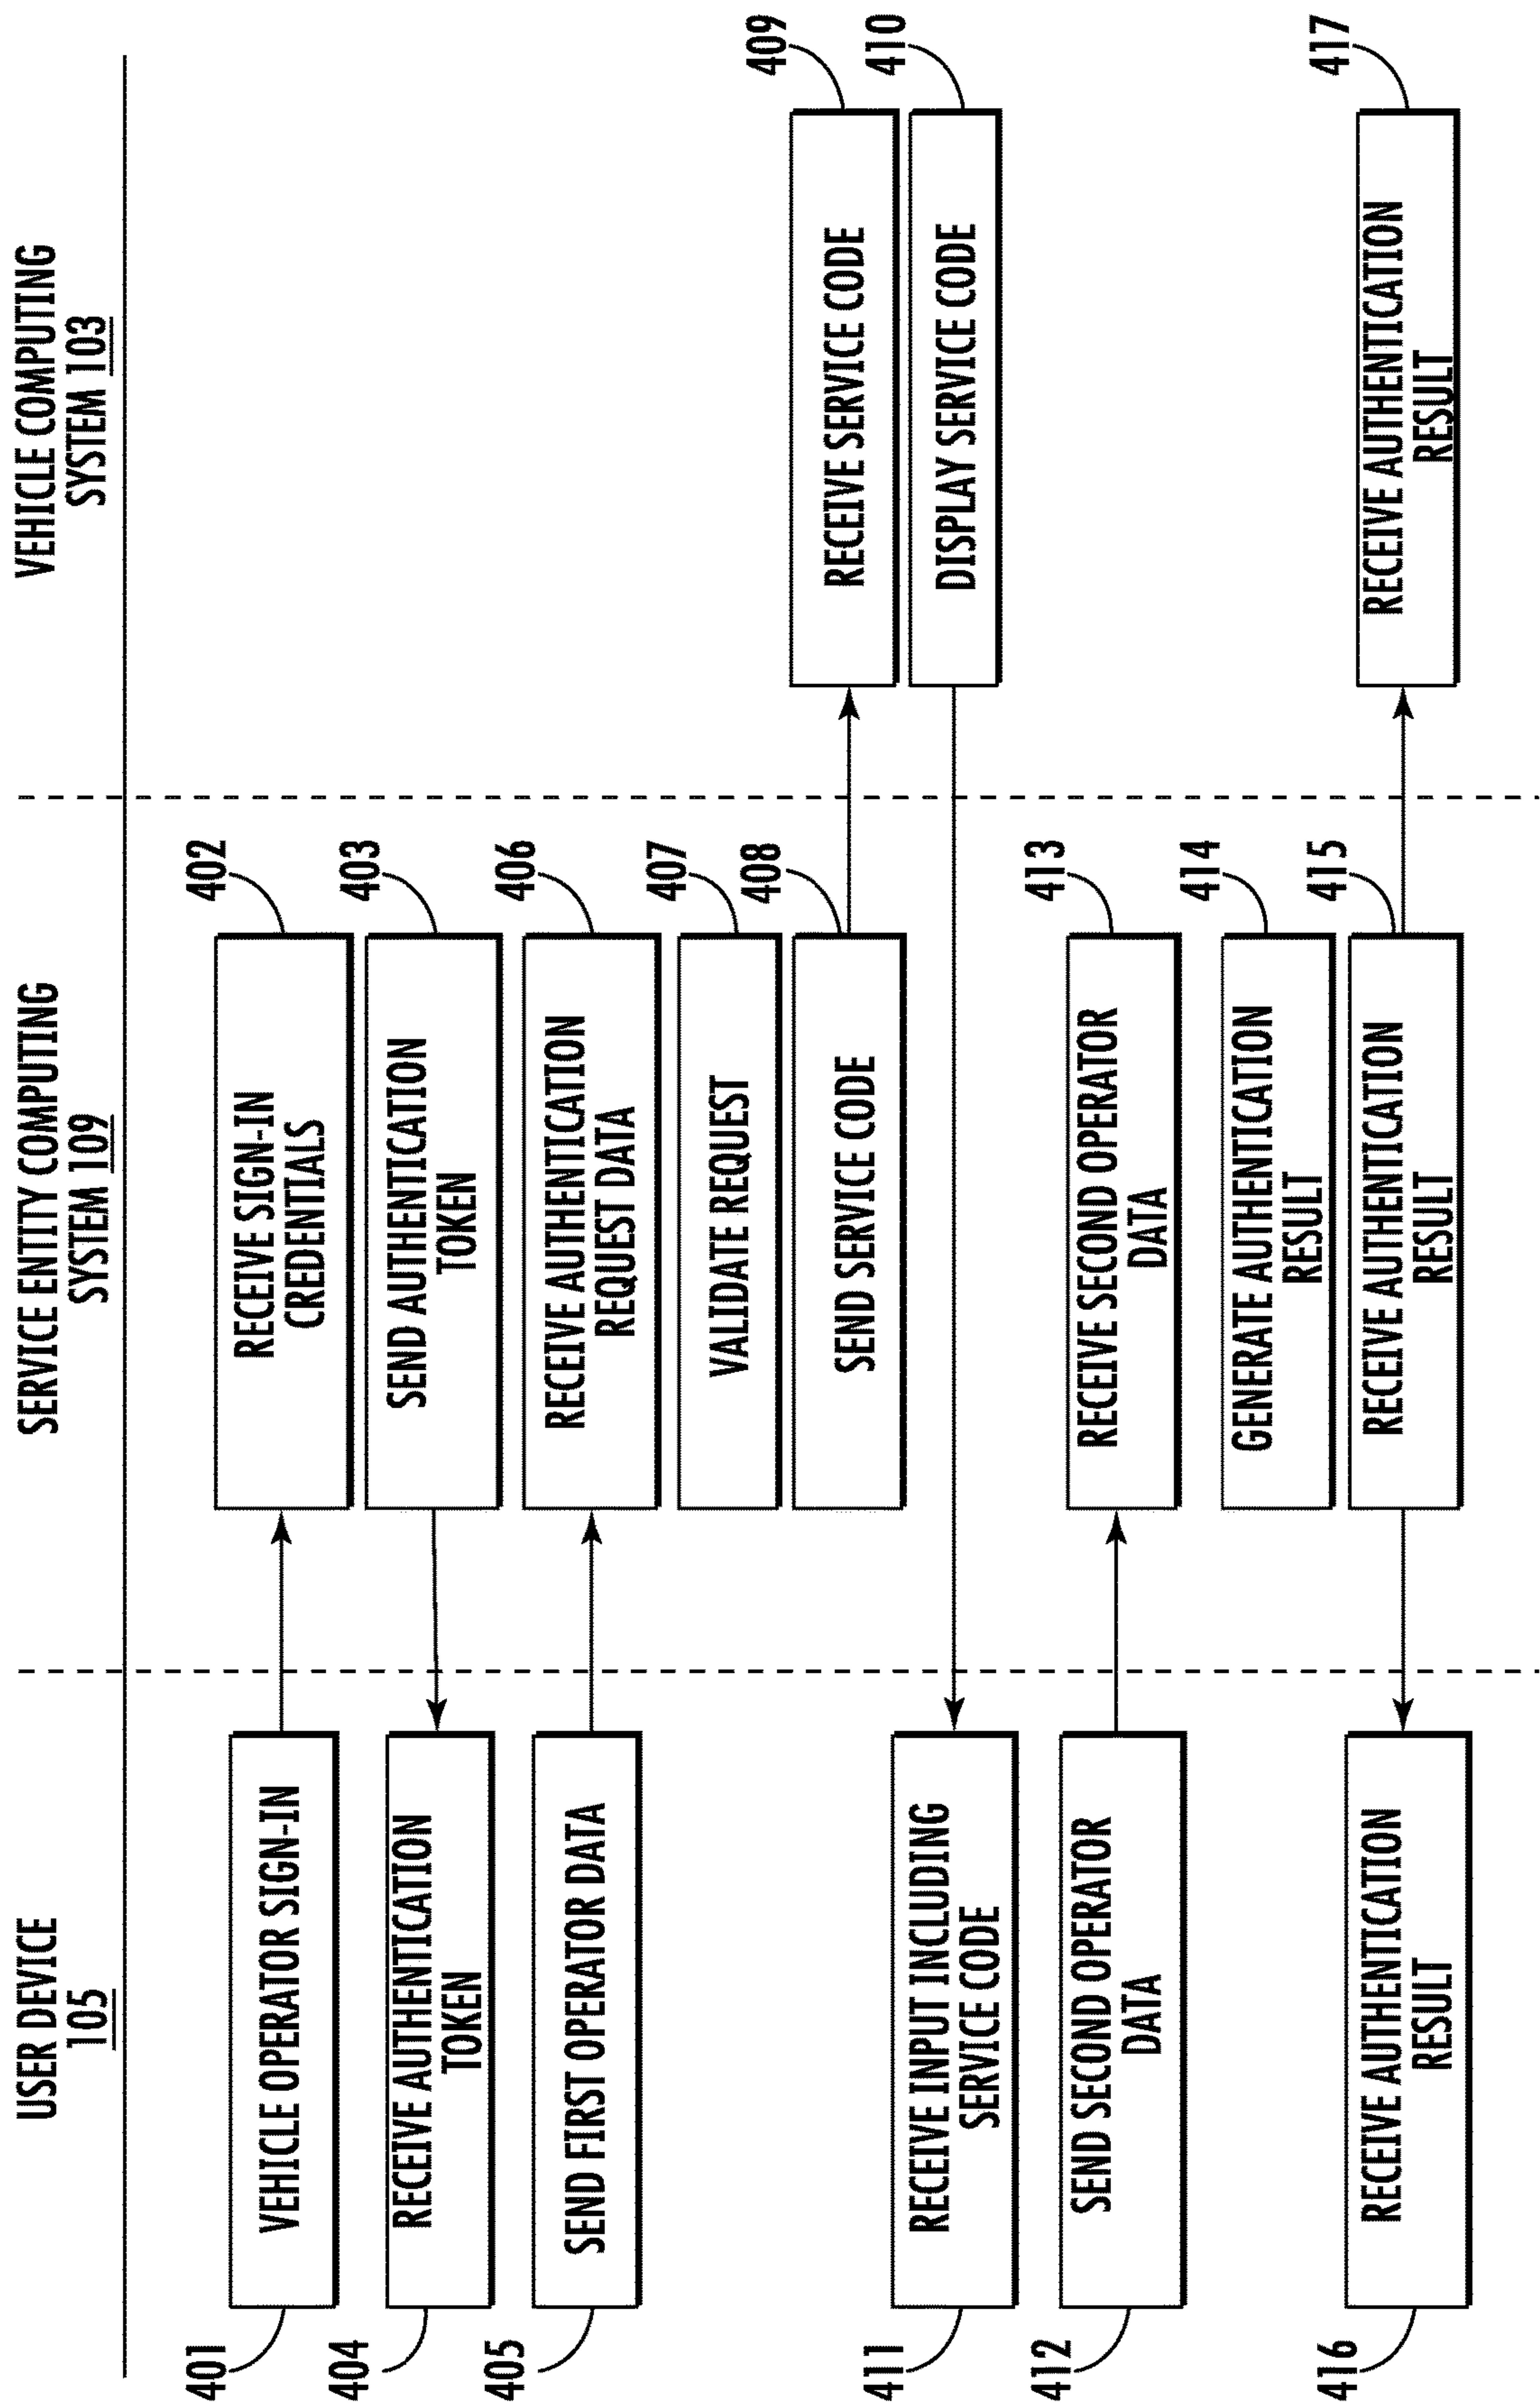 USER DEVICE
105
SERVICE ENTITY COMPUTING
SYSTEM 109
VEHICLE COMPUTING
SYSTEM 103
401
VEHICLE OPERATOR SIGN-IN
RECEIVE SIGN-IN
CREDENTIALS
402
SEND AUTHENTICATION
TOKEN
403
404
RECEIVE AUTHENTICATION
TOKEN
405
SEND FIRST OPERATOR DATA
RECEIVE AUTHENTICATION
REQUEST DATA
406
VALIDATE REQUEST
407
SEND SERVICE CODE
408
RECEIVE SERVICE CODE
409
DISPLAY SERVICE CODE
410
411
RECEIVE INPUT INCLUDING
SERVICE CODE
412
SEND SECOND OPERATOR
DATA
RECEIVE SECOND OPERATOR
DATA
413
GENERATE AUTHENTICATION
RESULT
414
RECEIVE AUTHENTICATION
RESULT
415
416
RECEIVE AUTHENTICATION
RESULT
RECEIVE AUTHENTICATION
RESULT
417